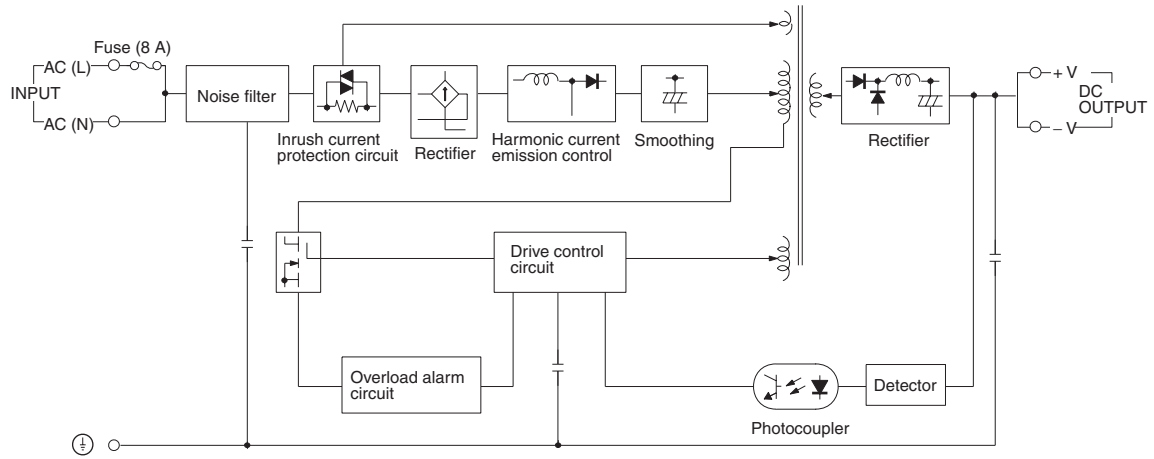 Fuse (8 A)
AC (L)
INPUT
AC (N)
Noise filter
Inrush current
protection circuit
Rectifier
Harmonic current
emission control
Smoothing
Rectifier
+ V
DC
OUTPUT
– V
Drive control
circuit
Overload alarm
circuit
Detector
Photocoupler